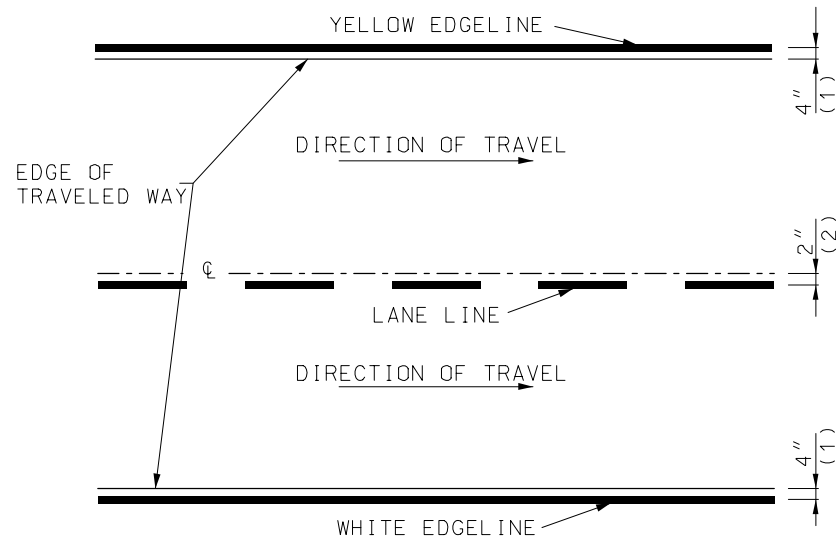 YELLOW EDGELINE
4"
(1)
DIRECTION OF TRAVEL
EDGE OF
TRAVELED WAY
2"
(2)
℄
LANE LINE
DIRECTION OF TRAVEL
4"
(1)
WHITE EDGELINE